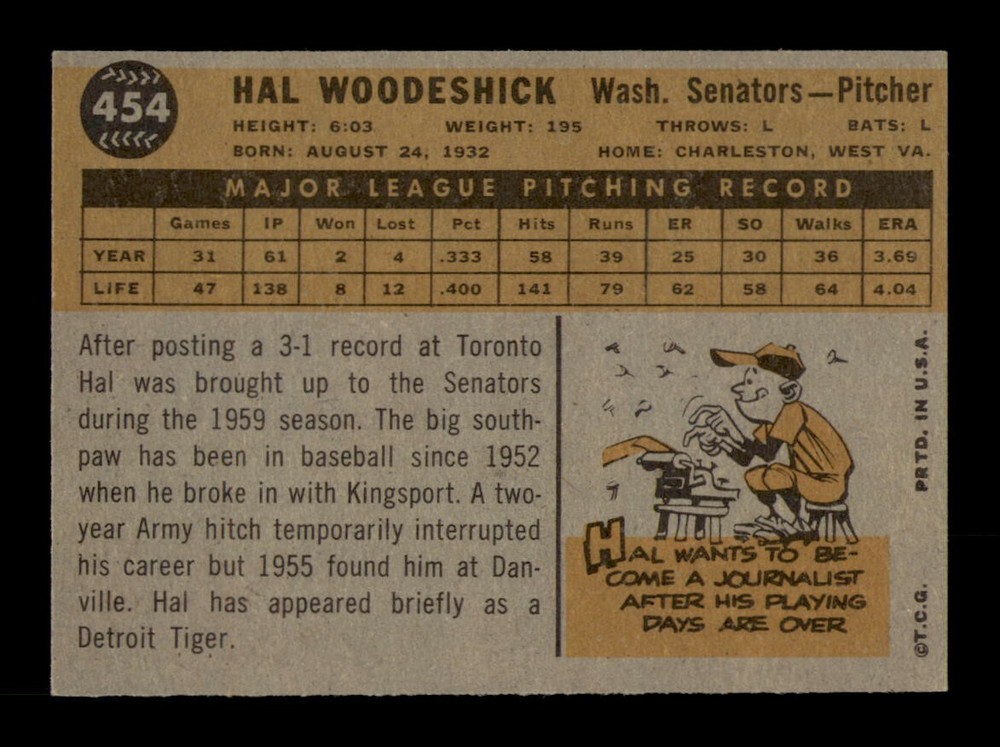 454
HAL WOODESHICK Wash. Senators—Pitcher
HEIGHT: 6:03 WEIGHT: 195 THROWS: L BATS: L
BORN: AUGUST 24, 1932 HOME: CHARLESTON, WEST VA.
MAJOR LEAGUE PITCHING RECORD
Games IP Won Lost Pct Hits Runs ER SO Walks ERA
YEAR 31 61 2 4 .333 58 39 25 30 36 3.69
LIFE 47 138 8 12 .400 141 79 62 58 64 4.04
After posting a 3-1 record at Toronto
Hal was brought up to the Senators
during the 1959 season. The big south-
paw has been in baseball since 1952
when he broke in with Kingsport. A two-
year Army hitch temporarily interrupted
his career but 1955 found him at Dan-
ville. Hal has appeared briefly as a
Detroit Tiger.
HAL WANTS TO BE-
COME A JOURNALIST
AFTER HIS PLAYING
DAYS ARE OVER
©T.C.G. PRTD. IN U.S.A.